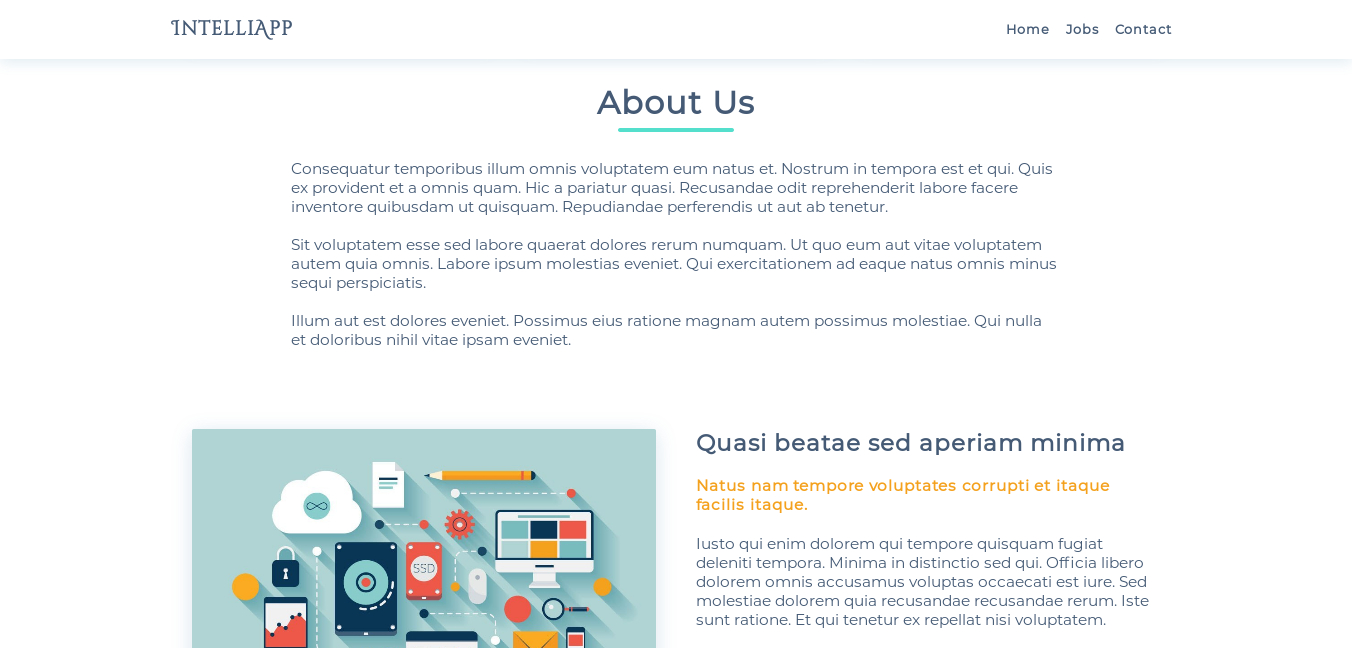 INTELLIAPP
Home Jobs Contact
About Us
Consequatur temporibus illum omnis voluptatem eum natus et. Nostrum in tempora est et qui. Quis
ex provident et a omnis quam. Hic a pariatur quasi. Recusandae odit reprehenderit labore facere
inventore quibusdam ut quisquam. Repudiandae perferendis ut aut ab tenetur.
Sit voluptatem esse sed labore quaerat dolores rerum numquam. Ut quo eum aut vitae voluptatem
autem quia omnis. Labore ipsum molestias eveniet. Qui exercitationem ad eaque natus omnis minus
sequi perspiciatis.
Illum aut est dolores eveniet. Possimus eius ratione magnam autem possimus molestiae. Qui nulla
et doloribus nihil vitae ipsam eveniet.
SSD
Quasi beatae sed aperiam minima
Natus nam tempore voluptates corrupti et itaque
facilis itaque.
Iusto qui enim dolorem qui tempore quisquam fugiat
deleniti tempora. Minima in distinctio sed qui. Officia libero
dolorem omnis accusamus voluptas occaecati est iure. Sed
molestiae dolorem quia recusandae recusandae rerum. Iste
sunt ratione. Et qui tenetur ex repellat nisi voluptatem.